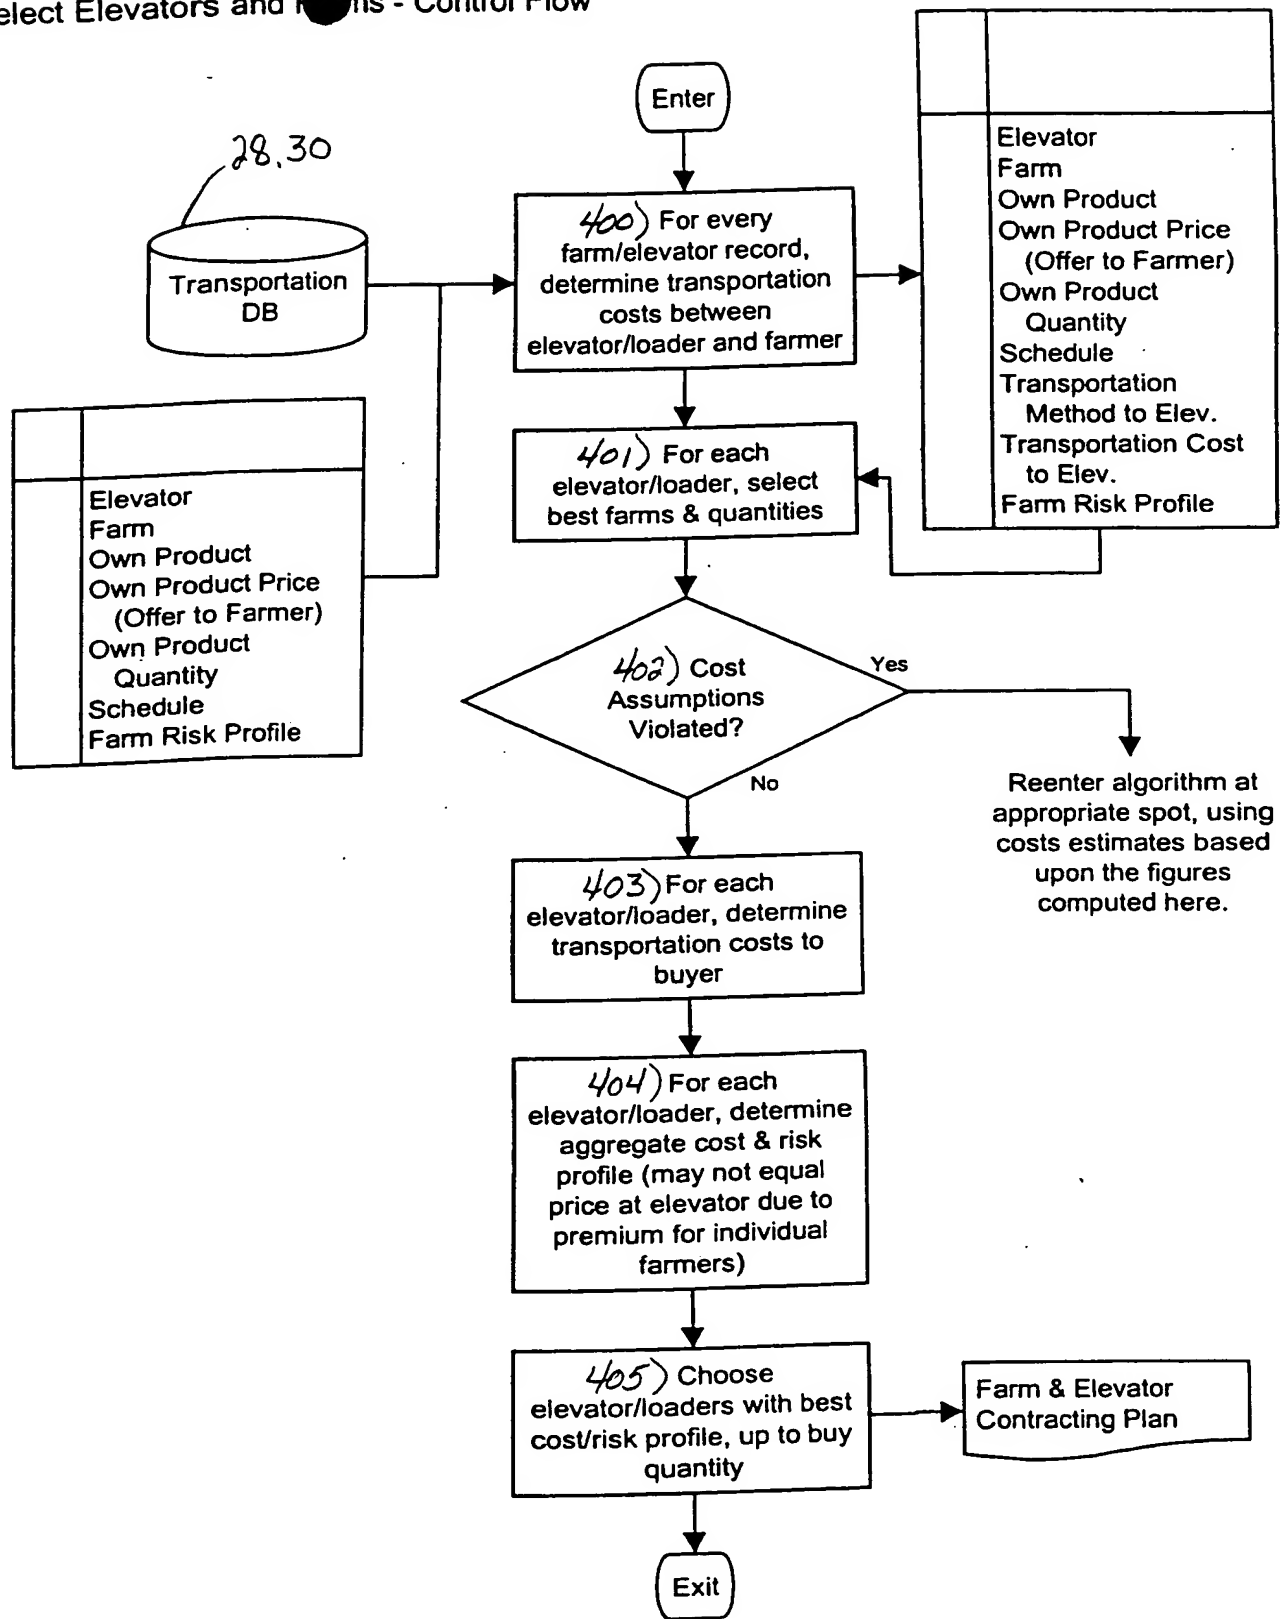 elect Elevators and - Control Flow
Enter
28.30
Transportation
DB
400) For every
farm/elevator record,
determine transportation
costs between
elevator/loader and farmer
Elevator
Farm
Own Product
Own Product Price
(Offer to Farmer)
Own Product
Quantity
Schedule
Transportation
Method to Elev.
Transportation Cost
to Elev.
Farm Risk Profile
Elevator
Farm
Own Product
Own Product Price
(Offer to Farmer)
Own Product
Quantity
Schedule
Farm Risk Profile
401) For each
elevator/loader, select
best farms & quantities
402) Cost
Assumptions
Violated?
Yes
No
Reenter algorithm at
appropriate spot, using
costs estimates based
upon the figures
computed here.
403) For each
elevator/loader, determine
transportation costs to
buyer
404) For each
elevator/loader, determine
aggregate cost & risk
profile (may not equal
price at elevator due to
premium for individual
farmers)
405) Choose
elevator/loaders with best
cost/risk profile, up to buy
quantity
Farm & Elevator
Contracting Plan
Exit